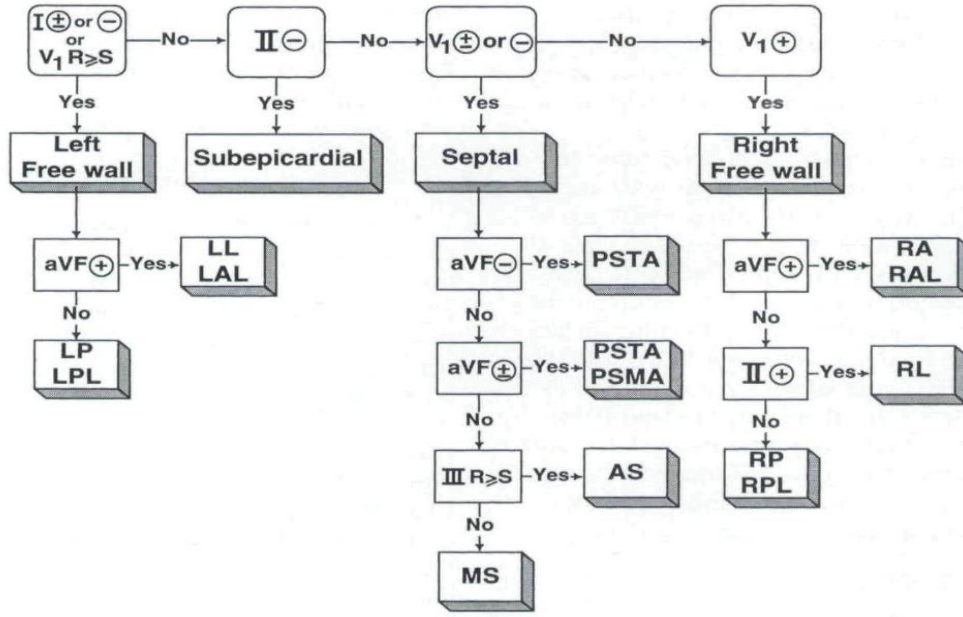 I ⊕̲ or ⊖
or
V₁ R⩾S
No
II ⊖
No
V₁ ⊕̲ or ⊖
No
V₁ ⊕
Yes
Yes
Yes
Yes
Left
Free wall
Subepicardial
Septal
Right
Free wall
aVF ⊕
Yes
LL
LAL
aVF ⊖
Yes
PSTA
aVF ⊕
Yes
RA
RAL
No
No
No
LP
LPL
aVF ⊕̲
Yes
PSTA
PSMA
II ⊕
Yes
RL
No
No
III R⩾S
Yes
AS
RP
RPL
No
MS